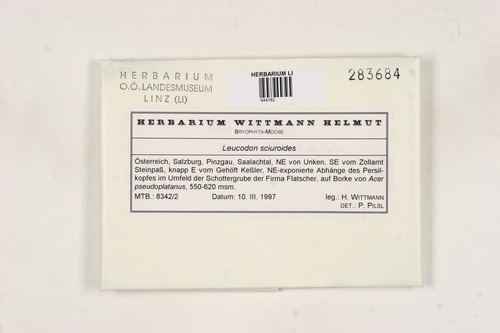 HERBARIUM
O.Ö. LANDESMUSEUM
LINZ (LI)
HERBARIUM LI
944182
283684
HERBARIUM WITTMANN HELMUT
BRYOPHYTA-MOOSE
Leucodon sciuroides
Österreich, Salzburg, Pinzgau, Saalachtal, NE von Unken, SE vom Zollamt
Steinpaß, knapp E vom Gehöft Keßler, NE-exponierte Abhänge des Persil-
kopfes im Umfeld der Schottergrube der Firma Flatscher, auf Borke von Acer
pseudoplatanus, 550-620 msm.
MTB.: 8342/2 Datum: 10. III. 1997 leg.: H. WITTMANN
DET.: P. PILSL